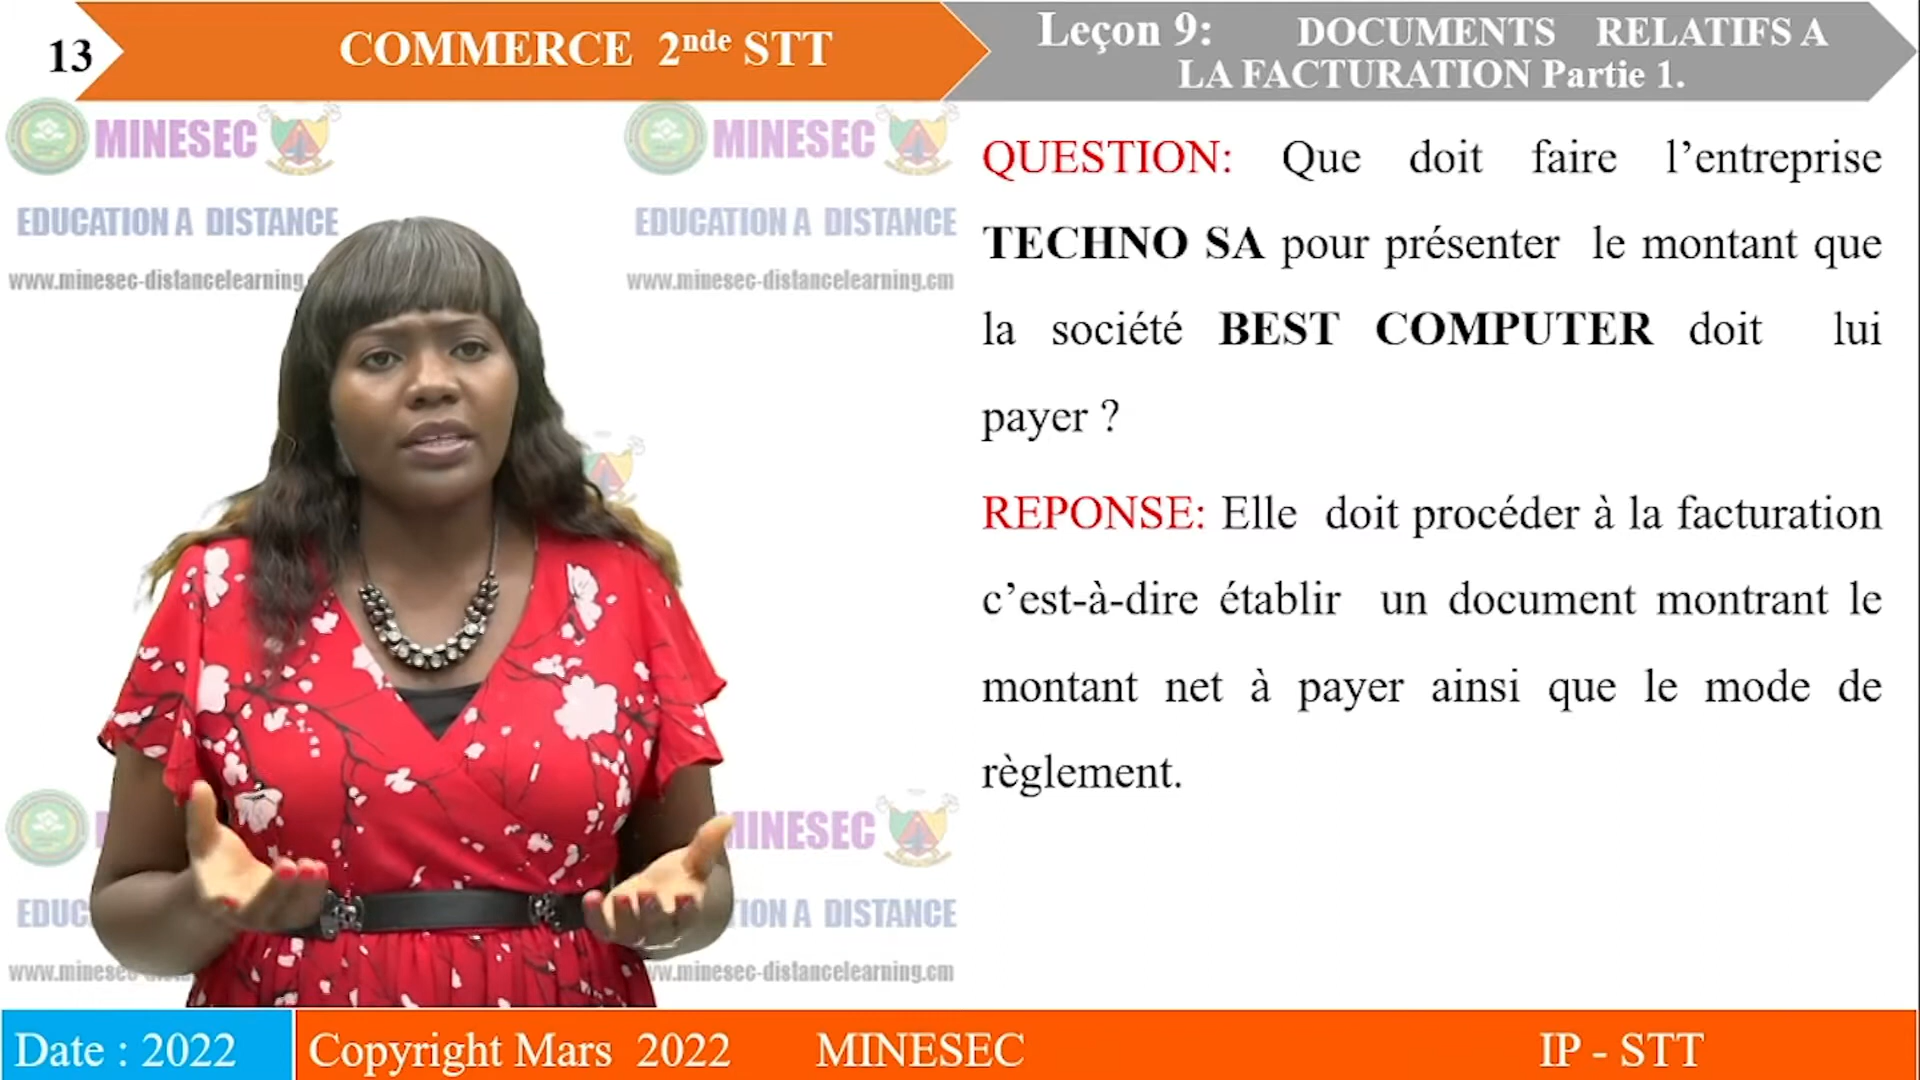 13
COMMERCE 2nde STT
Leçon 9: DOCUMENTS RELATIFS A
LA FACTURATION Partie 1.
MINESEC
MINESEC
EDUCATION A DISTANCE
EDUCATION A DISTANCE
www.minesec-distancelearning.
www.minesec-distancelearning.cm
QUESTION: Que doit faire l’entreprise
TECHNO SA pour présenter le montant que
la société BEST COMPUTER doit lui
payer ?
REPONSE: Elle doit procéder à la facturation
c’est-à-dire établir un document montrant le
montant net à payer ainsi que le mode de
règlement.
MINESEC
EDUC
ION A DISTANCE
www.minesec
w.minesec-distancelearning.cm
Date : 2022
Copyright Mars 2022 MINESEC IP - STT